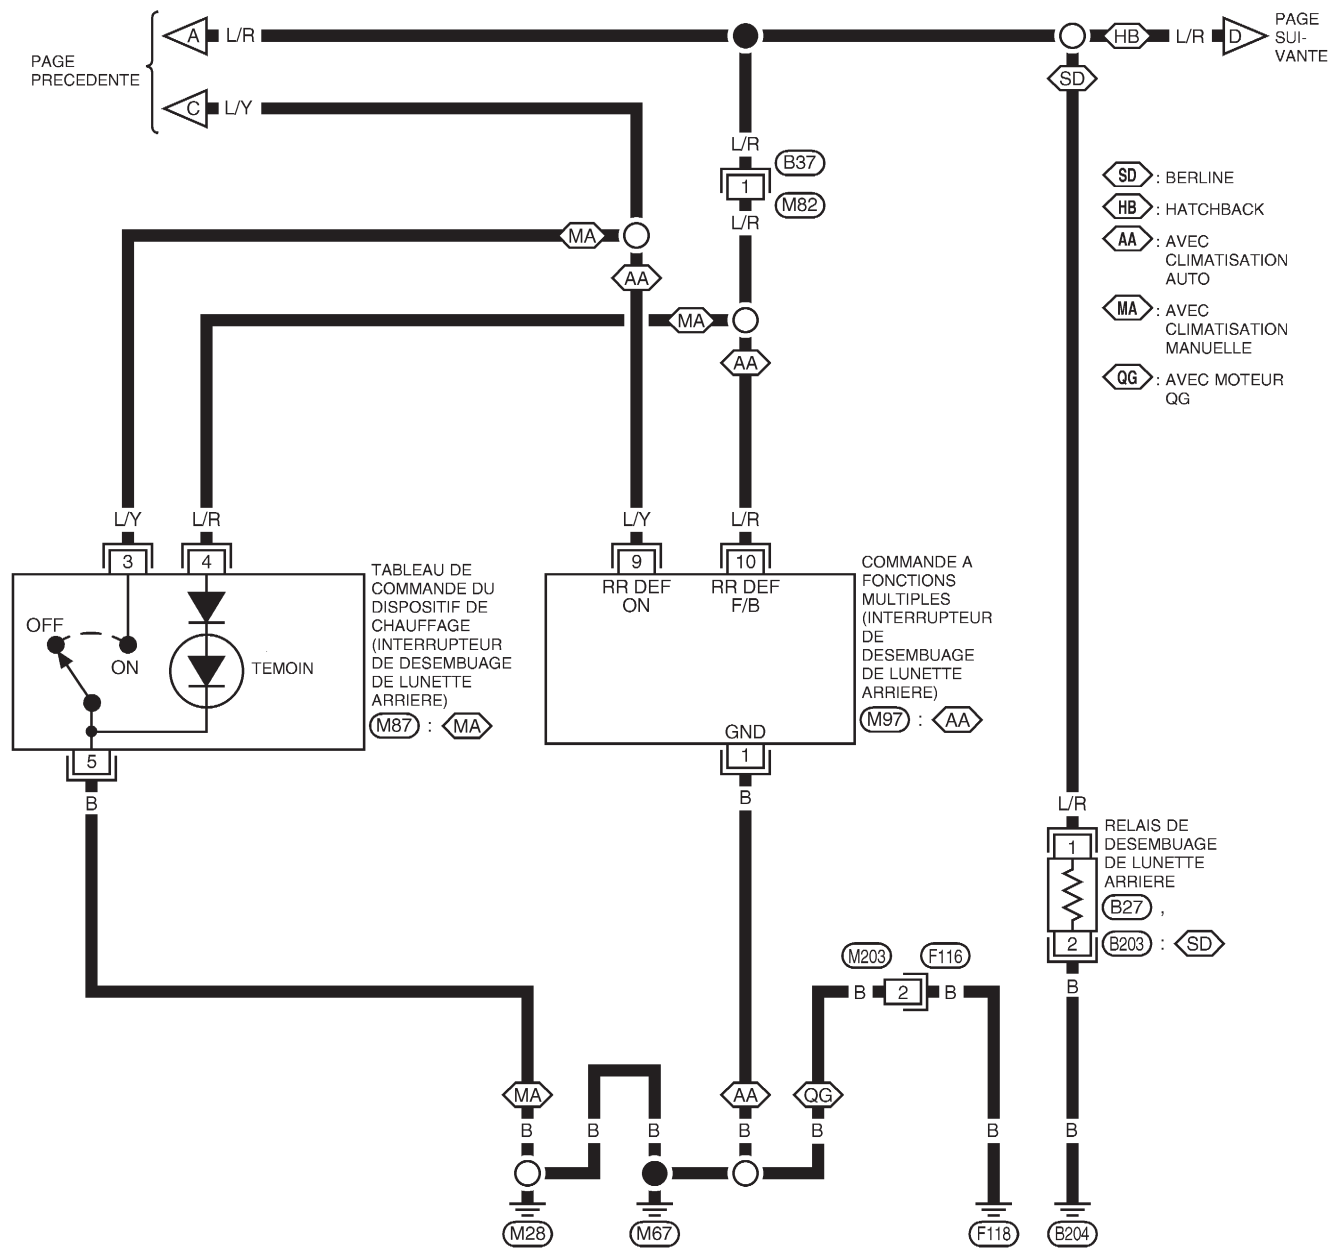 PAGE
PRECEDENTE
A
L/R
HB
L/R
D
PAGE
SUI-
VANTE
C
L/Y
SD
L/R
B37
1
M82
L/R
SD : BERLINE
HB : HATCHBACK
AA : AVEC
CLIMATISATION
AUTO
MA : AVEC
CLIMATISATION
MANUELLE
QG : AVEC MOTEUR
QG
MA
AA
MA
AA
L/Y
L/R
L/Y
L/R
3
4
9
10
OFF
ON
TEMOIN
5
B
TABLEAU DE
COMMANDE DU
DISPOSITIF DE
CHAUFFAGE
(INTERRUPTEUR
DE DESEMBUAGE
DE LUNETTE
ARRIERE)
M87 : MA
RR DEF
ON
RR DEF
F/B
GND
1
B
COMMANDE A
FONCTIONS
MULTIPLES
(INTERRUPTEUR
DE
DESEMBUAGE
DE LUNETTE
ARRIERE)
M97 : AA
L/R
1
2
RELAIS DE
DESEMBUAGE
DE LUNETTE
ARRIERE
B27 ,
B203 : SD
B
M203
F116
B
2
B
MA
AA
QG
B
B
B
B
B
B
B
M28
M67
F118
B204